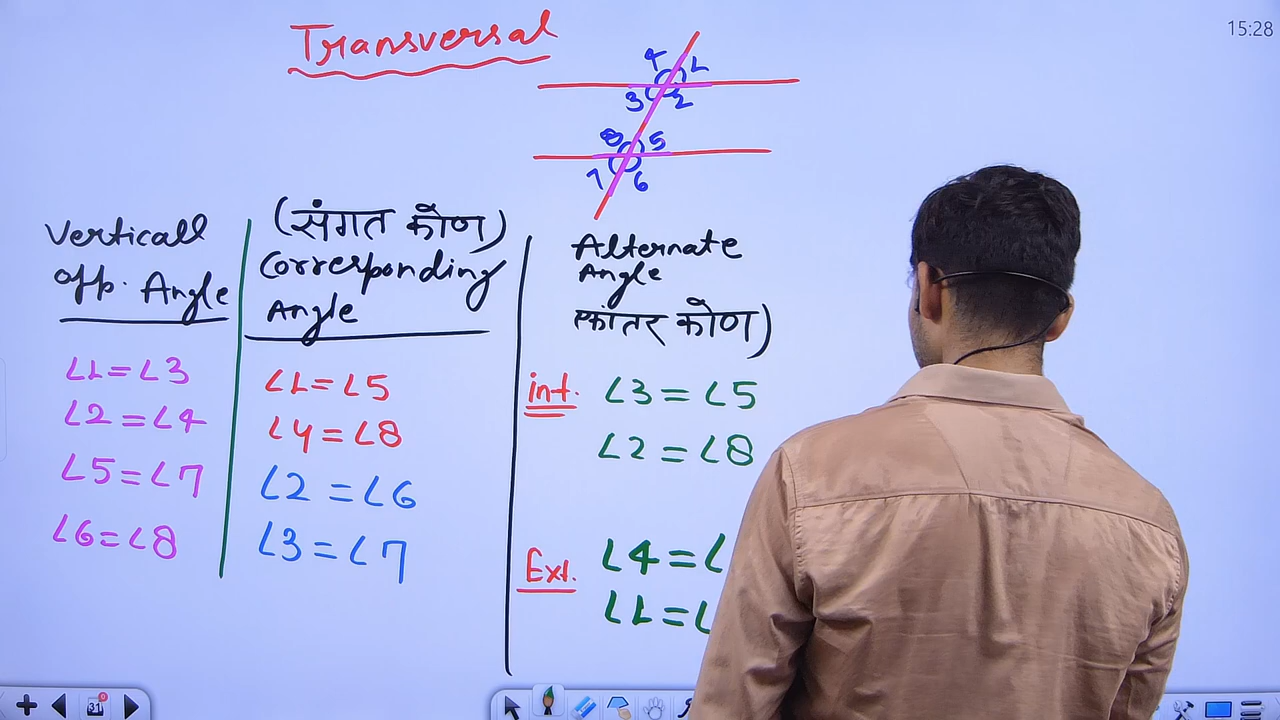 15:28
Transversal
4 1
3 2
8 5
7 6
Verticall
opp. Angle
∠1=∠3
∠2=∠4
∠5=∠7
∠6=∠8
(संगत कोण)
Corresponding
Angle
∠1=∠5
∠4=∠8
∠2=∠6
∠3=∠7
Alternate
Angle
एकांतर कोण)
int. ∠3=∠5
∠2=∠8
Ext. ∠4=∠
∠1=∠
31